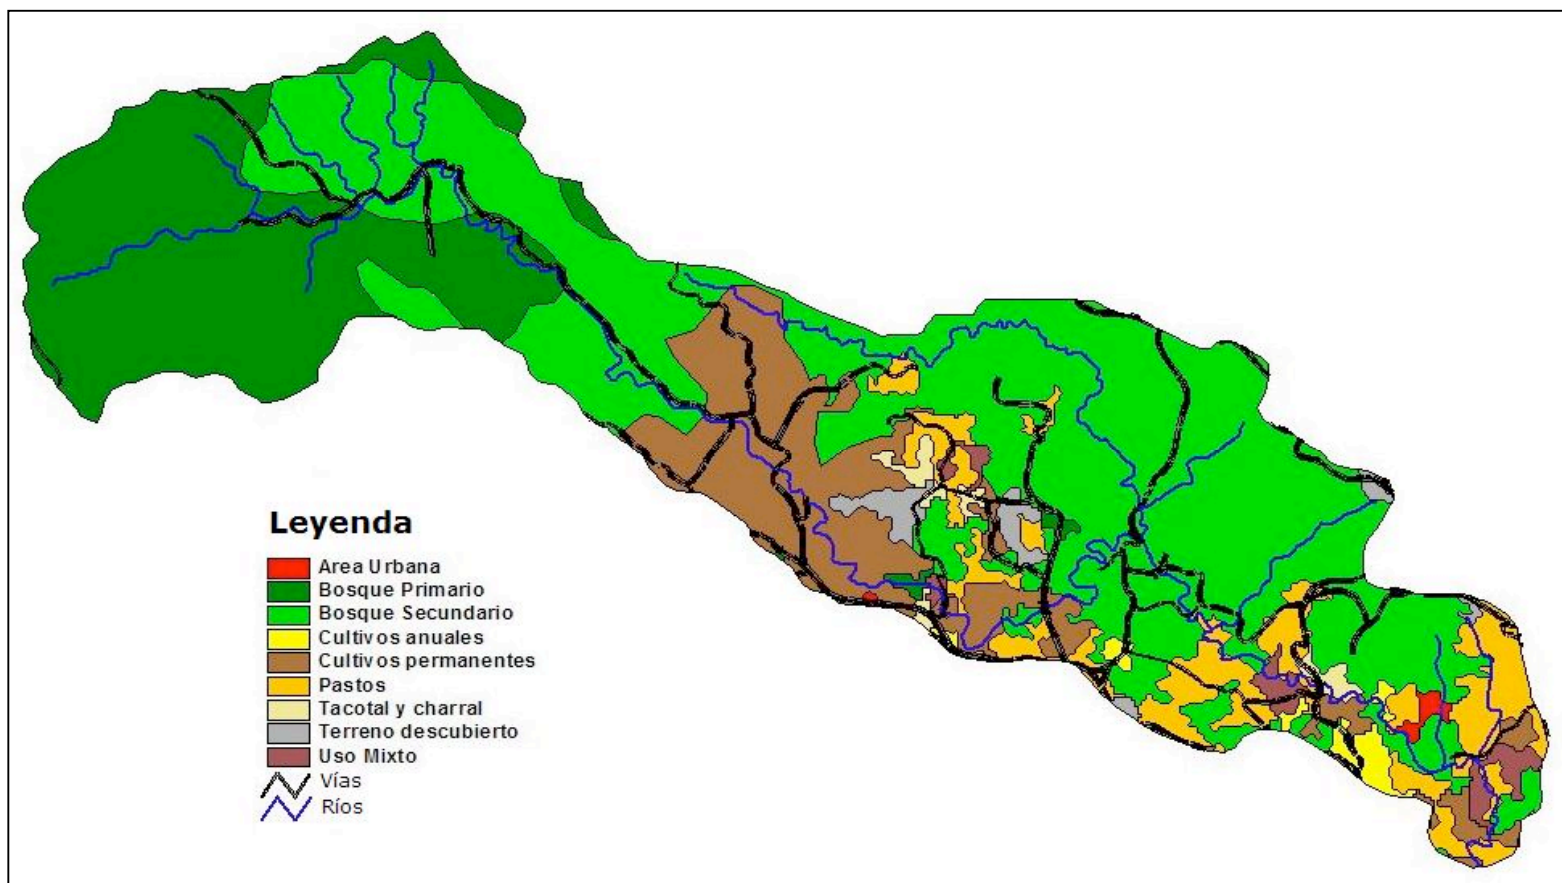 Leyenda
Area Urbana
Bosque Primario
Bosque Secundario
Cultivos anuales
Cultivos permanentes
Pastos
Tacotal y charral
Terreno descubierto
Uso Mixto
Vías
Ríos